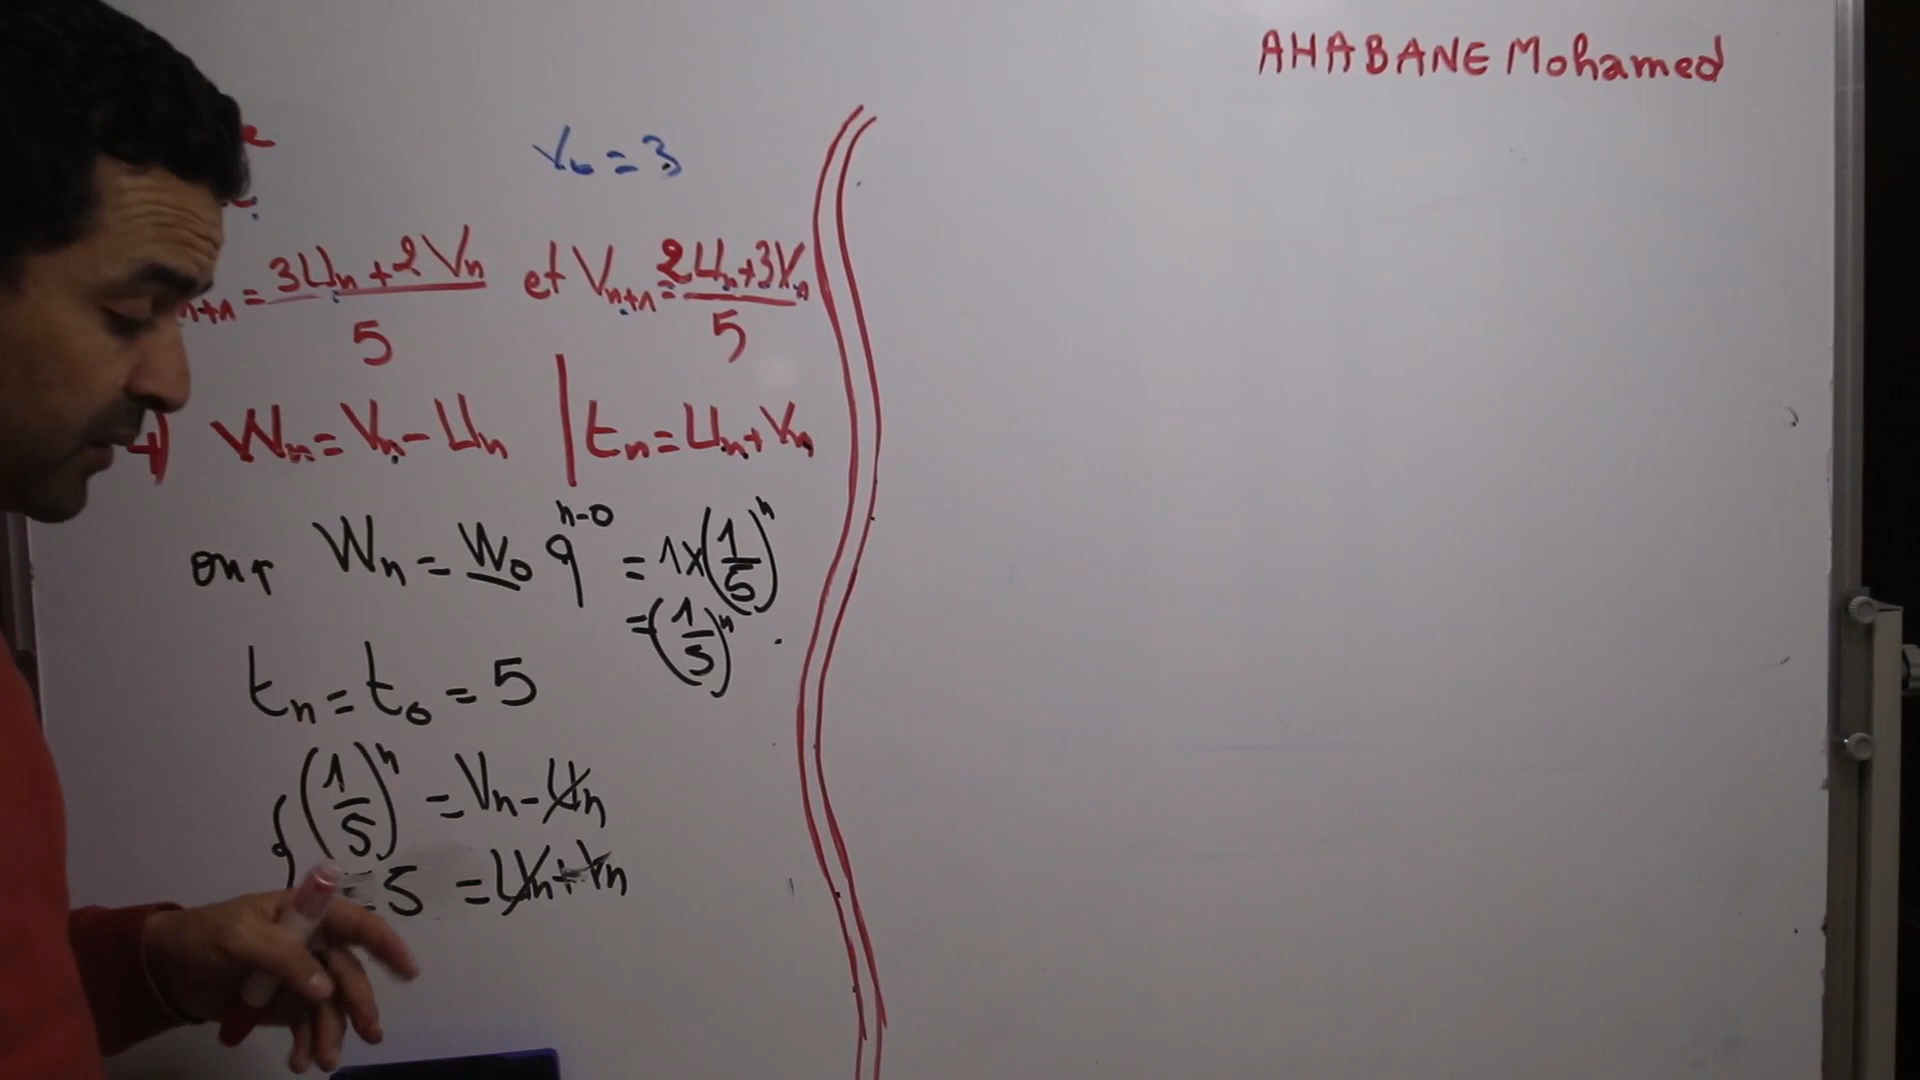 AHABANE Mohamed
V₀ = 3
n+1 = (3Uₙ + 2Vₙ)/5 et Vₙ₊₁ = (2Uₙ + 3Vₙ)/5
Wₙ = Vₙ - Uₙ | tₙ = Uₙ + Vₙ
on a Wₙ = W₀ q^(n-0) = 1×(1/5)ⁿ
= (1/5)ⁿ.
tₙ = t₀ = 5
{ (1/5)ⁿ = Vₙ - Uₙ
5 = Uₙ + Vₙ